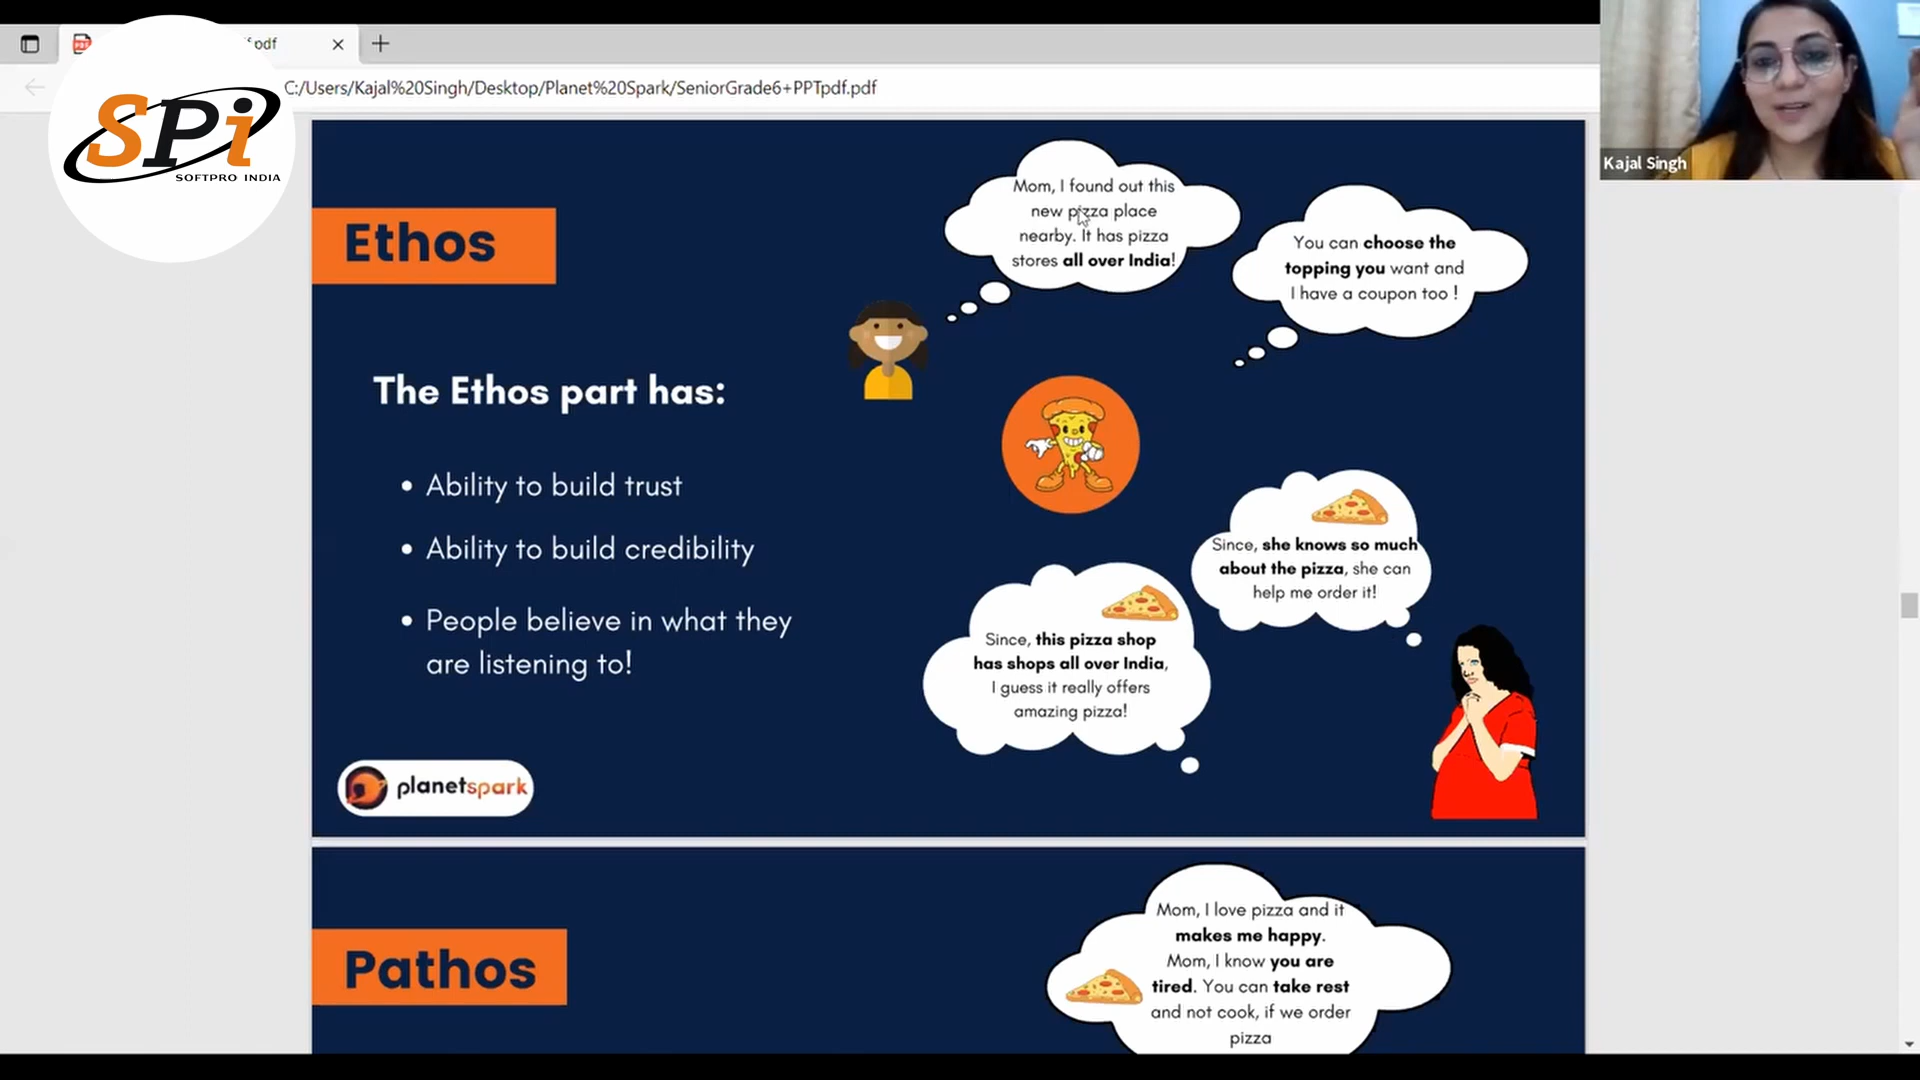 f.pdf
C:/Users/Kajal%20Singh/Desktop/Planet%20Spark/SeniorGrade6+PPTpdf.pdf
SPi
SOFTPRO INDIA
Kajal Singh
Ethos
Mom, I found out this
new pizza place
nearby. It has pizza
stores all over India!
You can choose the
topping you want and
I have a coupon too !
The Ethos part has:
• Ability to build trust
• Ability to build credibility
• People believe in what they
are listening to!
Since, she knows so much
about the pizza, she can
help me order it!
Since, this pizza shop
has shops all over India,
I guess it really offers
amazing pizza!
planetspark
Pathos
Mom, I love pizza and it
makes me happy.
Mom, I know you are
tired. You can take rest
and not cook, if we order
pizza